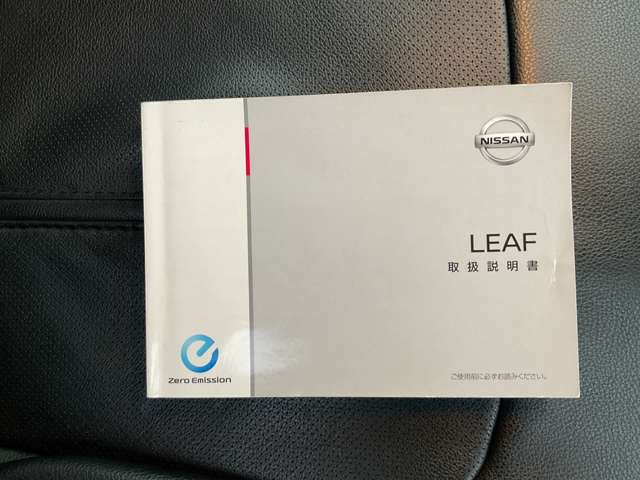 NISSAN
LEAF
取扱説明書
Zero Emission
ご使用前に必ずお読みください。